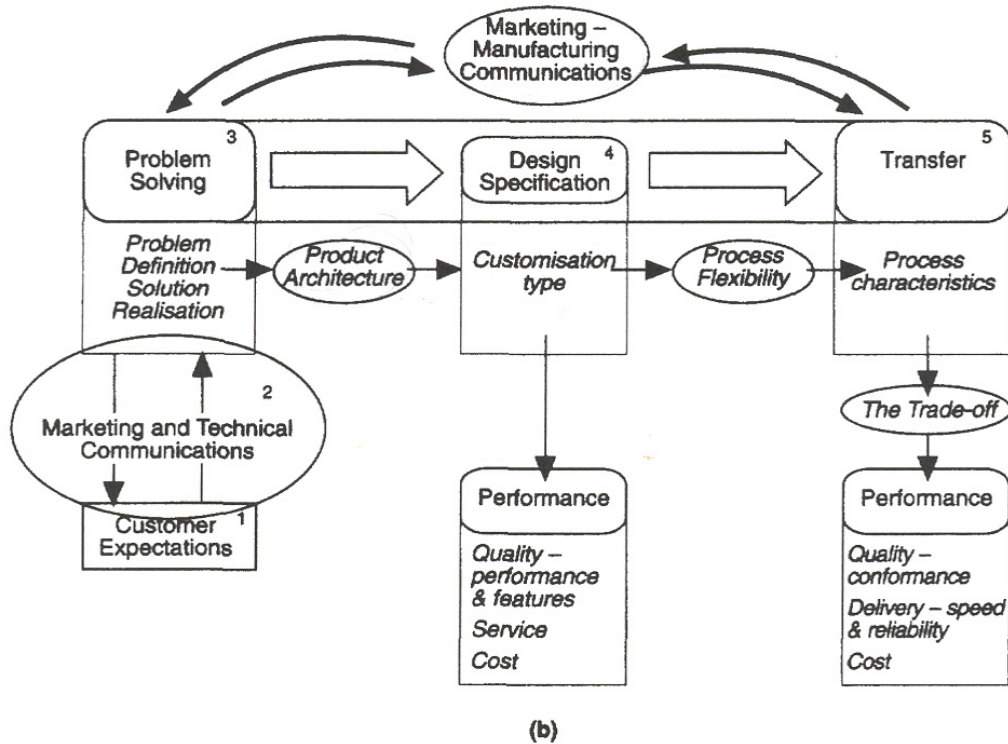 Marketing –
Manufacturing
Communications
3
Problem
Solving
4
Design
Specification
5
Transfer
Problem
Definition
Solution
Realisation
Product
Architecture
Customisation
type
Process
Flexibility
Process
characteristics
2
Marketing and Technical
Communications
1
Customer
Expectations
The Trade-off
Performance
Quality –
performance
& features
Service
Cost
Performance
Quality –
conformance
Delivery – speed
& reliability
Cost
(b)